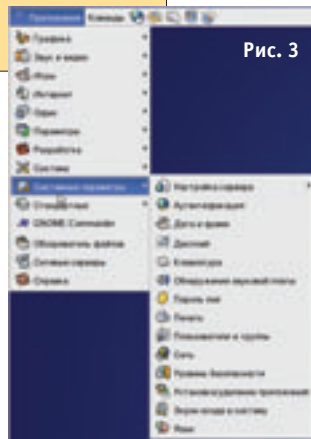 Приложения Команды
Рис. 3
Графика
Звук и видео
Игры
Интернет
Офис
Параметры
Разработка
Система
Системные параметры
Стандартные
GNOME Commander
Обозреватель файлов
Сетевые серверы
Справка
Настройка сервера
Аутентификация
Дата и время
Дисплей
Клавиатура
Обнаружение звуковой платы
Пароль root
Печать
Пользователи и группы
Сеть
Уровень безопасности
Установка/удаление приложений
Экран входа в систему
Язык